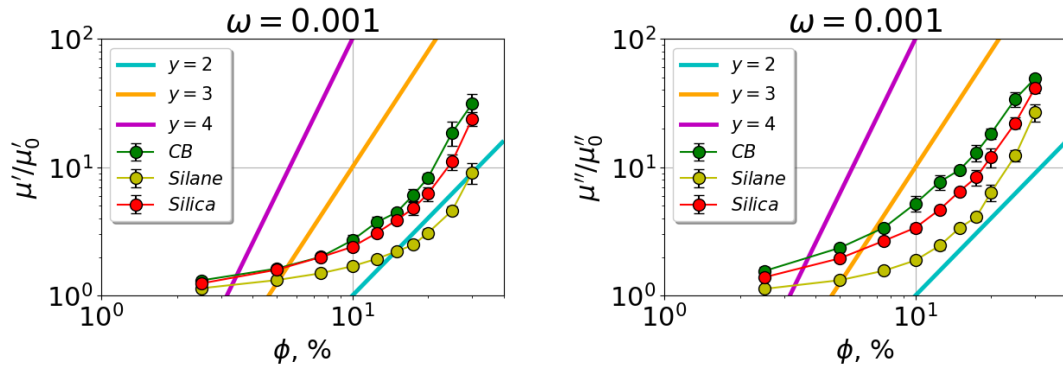 ω = 0.001
10²
10¹
10⁰
μ′/μ′₀
y = 2
y = 3
y = 4
CB
Silane
Silica
10⁰
10¹
ϕ, %
ω = 0.001
10²
10¹
10⁰
μ″/μ″₀
y = 2
y = 3
y = 4
CB
Silane
Silica
10⁰
10¹
ϕ, %